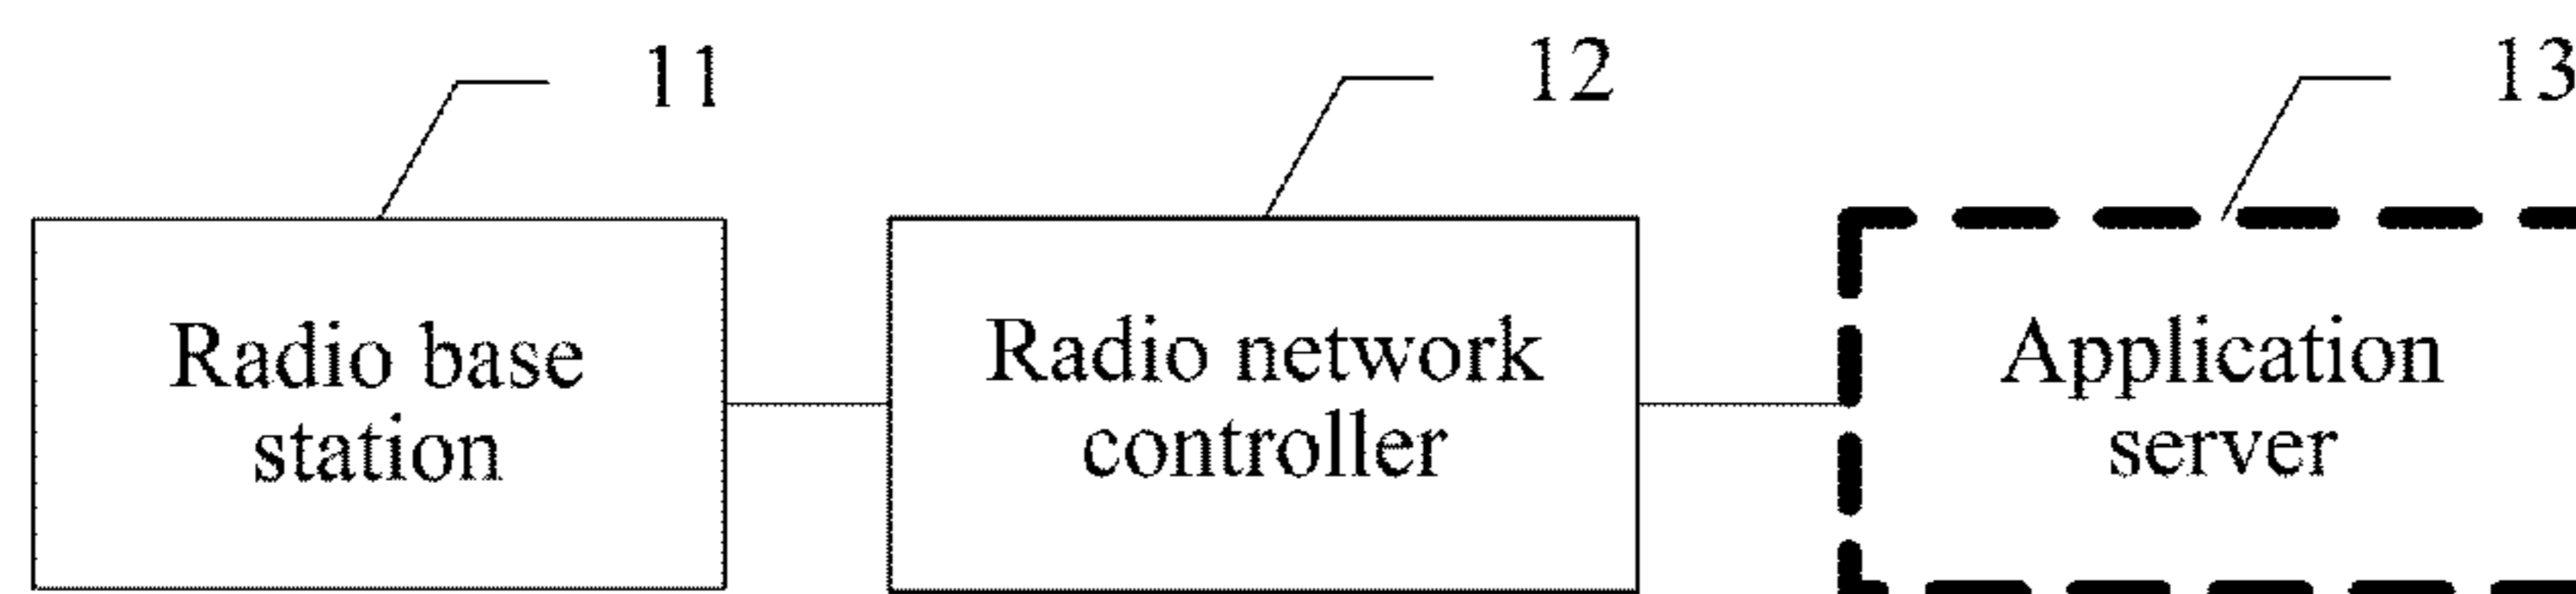 11
12
13
Radio base
station
Radio network
controller
Application
server